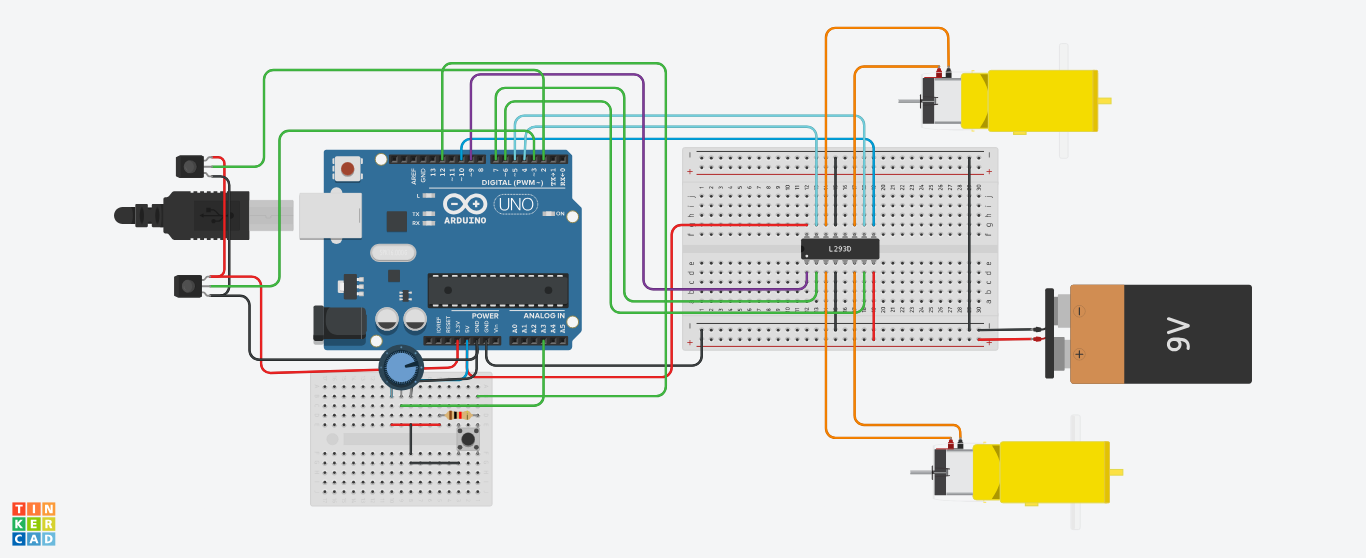 AREF
GND
13
12
~11
~10
~9
8
7
~6
~5
4
~3
2
TX→1
RX←0
DIGITAL (PWM~)
L
TX
RX
ARDUINO
UNO
ON
POWER
ANALOG IN
IOREF
RESET
3.3V
5V
GND
GND
Vin
A0
A1
A2
A3
A4
A5
L293D
9V
TIN
KER
CAD